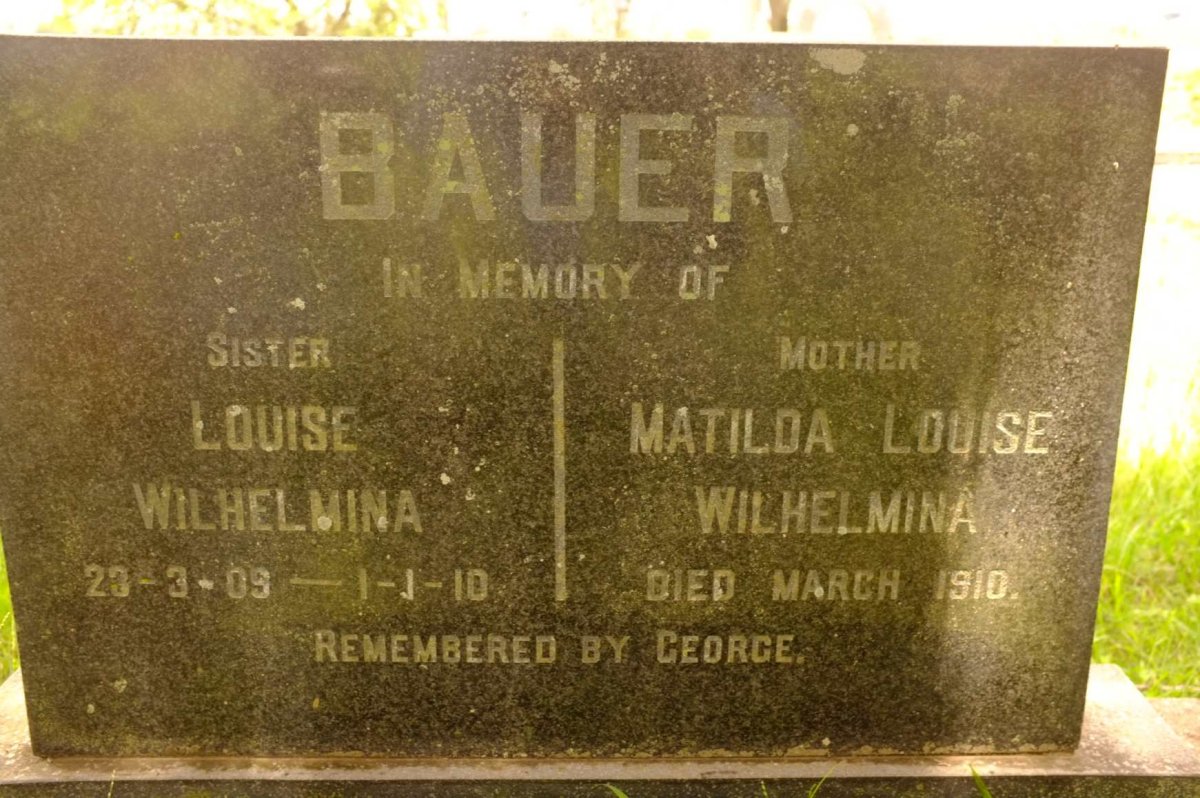 BAUER
IN MEMORY OF
SISTER
LOUISE
WILHELMINA
23-3-09 — 1-1-10
MOTHER
MATILDA LOUISE
WILHELMINA
DIED MARCH 1910.
REMEMBERED BY GEORGE.